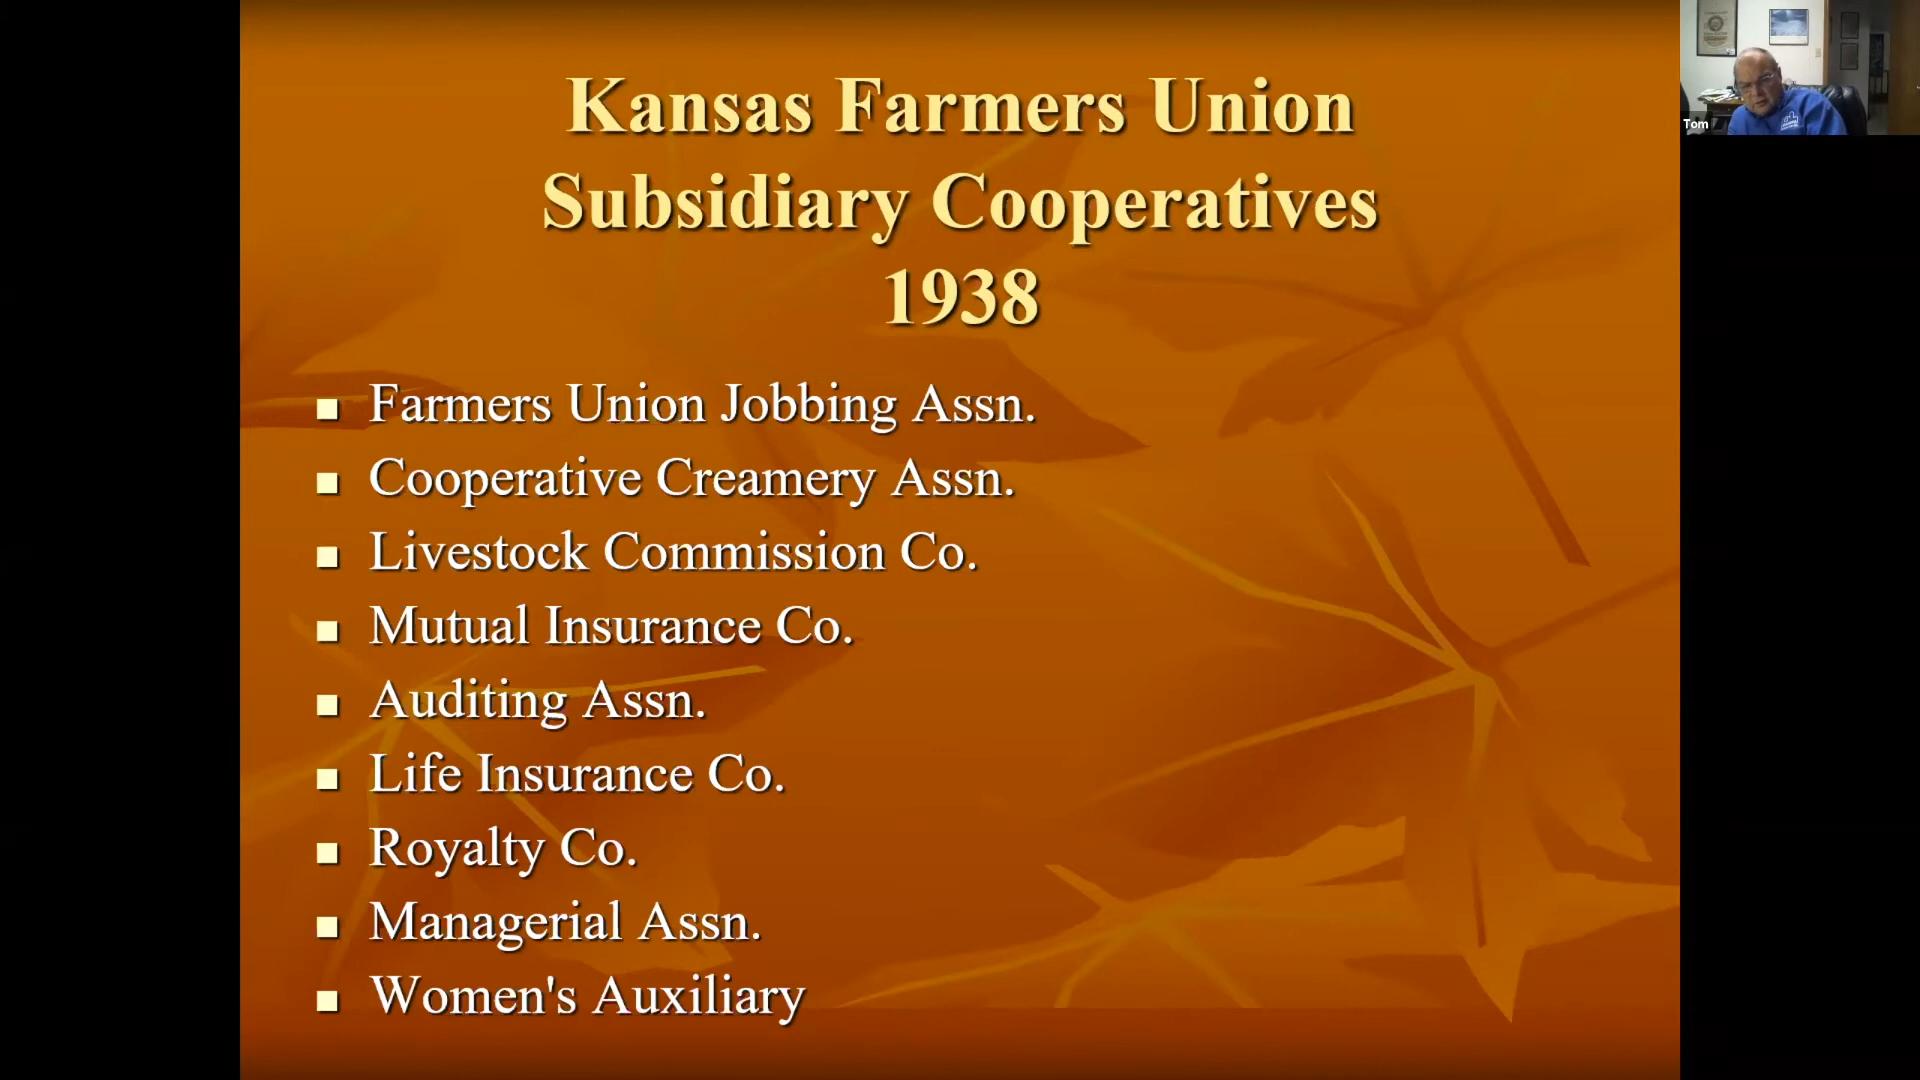 Kansas Farmers Union
Subsidiary Cooperatives
1938
Farmers Union Jobbing Assn.
Cooperative Creamery Assn.
Livestock Commission Co.
Mutual Insurance Co.
Auditing Assn.
Life Insurance Co.
Royalty Co.
Managerial Assn.
Women's Auxiliary
Tom